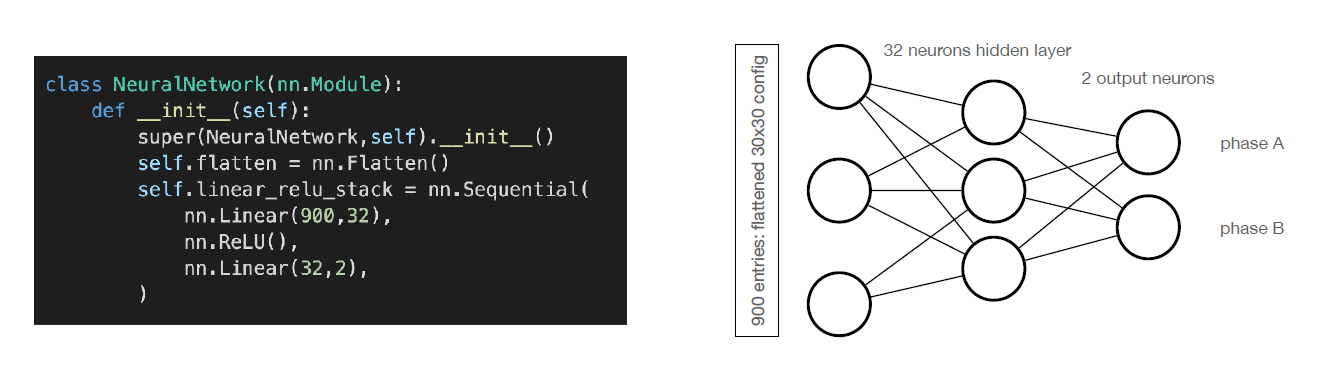 class NeuralNetwork(nn.Module):
    def __init__(self):
        super(NeuralNetwork,self).__init__()
        self.flatten = nn.Flatten()
        self.linear_relu_stack = nn.Sequential(
            nn.Linear(900,32),
            nn.ReLU(),
            nn.Linear(32,2),
        )
900 entries: flattened 30x30 config
32 neurons hidden layer
2 output neurons
phase A
phase B